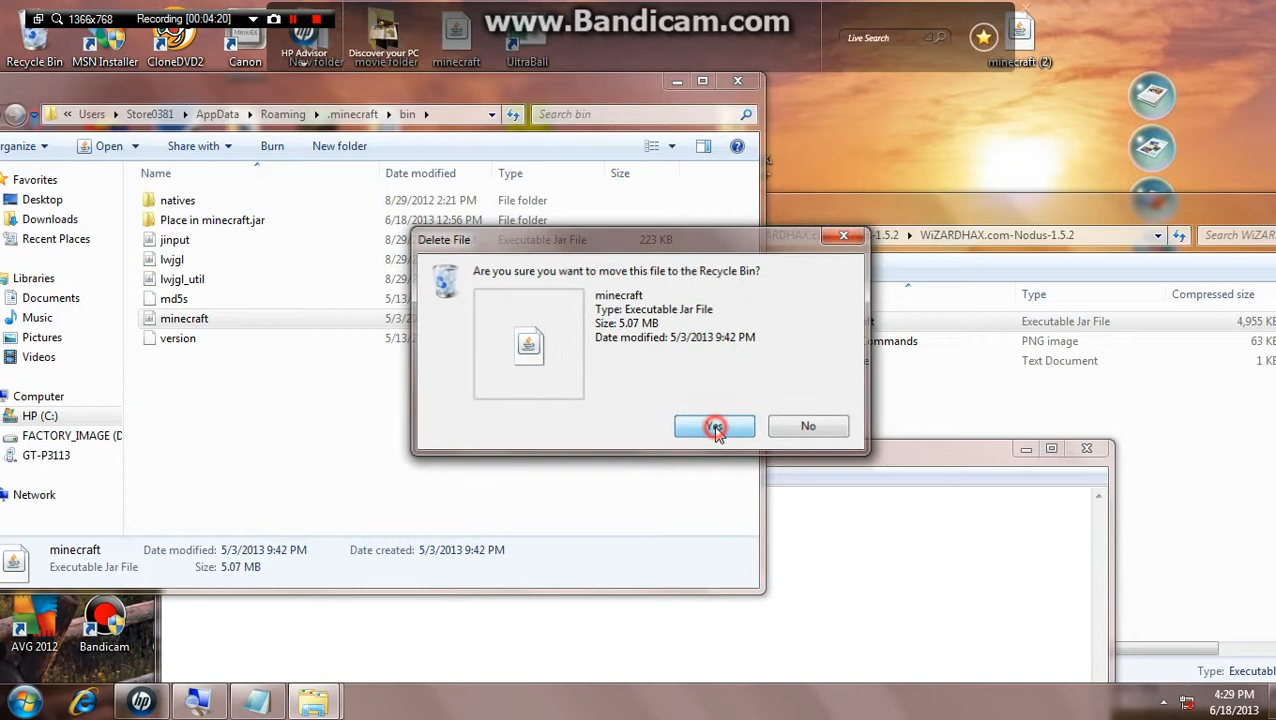 1366x768 Recording [00:04:20]
www.Bandicam.com
Recycle Bin
MSN Installer
CloneDVD2
Canon
HP Advisor
New folder
Discover your PC
movie folder
minecraft
UltraBall
Live Search
minecraft (2)
« Users Store0381 AppData Roaming .minecraft bin
Search bin
Organize Open Share with Burn New folder
Name Date modified Type Size
Favorites
Desktop
Downloads
Recent Places
Libraries
Documents
Music
Pictures
Videos
Computer
HP (C:)
FACTORY_IMAGE (D
GT-P3113
Network
natives 8/29/2012 2:21 PM File folder
Place in minecraft.jar 6/18/2013 12:56 PM File folder
jinput 8/29 Executable Jar File 223 KB
lwjgl 8/29
lwjgl_util 8/29
md5s 5/13
minecraft 5/3/2
version 5/13
Delete File
Are you sure you want to move this file to the Recycle Bin?
minecraft
Type: Executable Jar File
Size: 5.07 MB
Date modified: 5/3/2013 9:42 PM
Yes No
-1.5.2 WiZARDHAX.com-Nodus-1.5.2
Search WIZ
Type Compressed size
ft Executable Jar File 4,955 KB
Commands PNG image 63 KB
Text Document 1 KB
minecraft Date modified: 5/3/2013 9:42 PM Date created: 5/3/2013 9:42 PM
Executable Jar File Size: 5.07 MB
AVG 2012
Bandicam
Type: Executabl
4:29 PM
6/18/2013